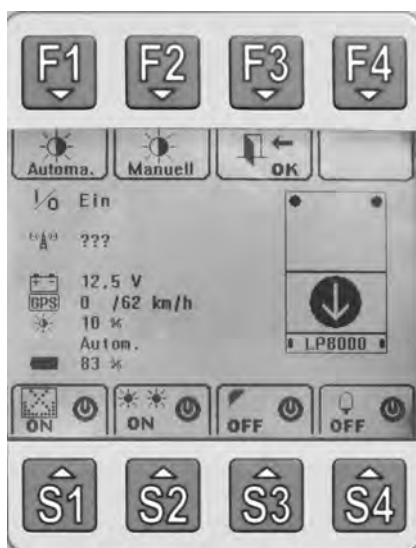 F1 F2 F3 F4
Automa. Manuell OK
I/O Ein
???
12,5 V
GPS 0 /62 km/h
10 %
Autom.
LP8000
83 %
ON ON OFF OFF
S1 S2 S3 S4